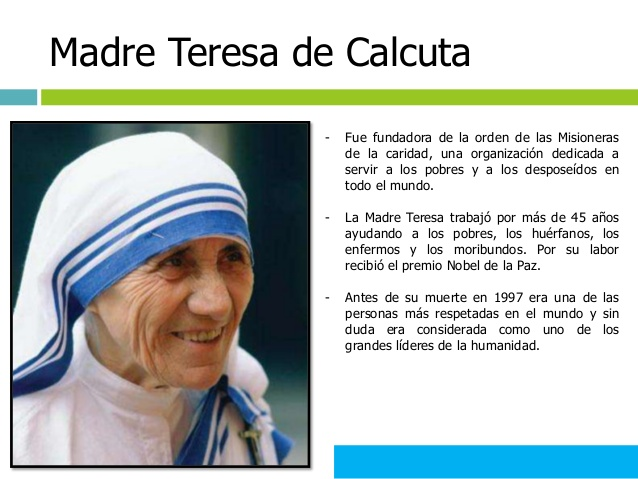 Madre Teresa de Calcuta
- Fue fundadora de la orden de las Misioneras
de la caridad, una organización dedicada a
servir a los pobres y a los desposeídos en
todo el mundo.
- La Madre Teresa trabajó por más de 45 años
ayudando a los pobres, los huérfanos, los
enfermos y los moribundos. Por su labor
recibió el premio Nobel de la Paz.
- Antes de su muerte en 1997 era una de las
personas más respetadas en el mundo y sin
duda era considerada como uno de los
grandes líderes de la humanidad.